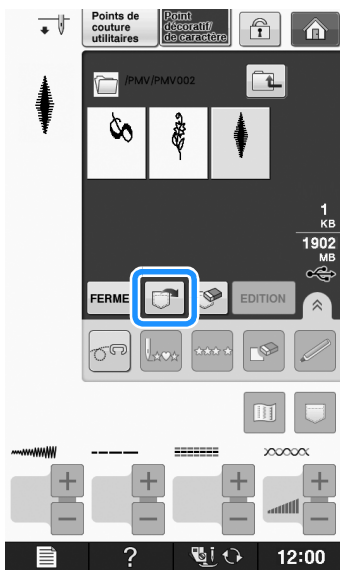 Points de
couture
utilitaires
Point
décoratif/
de caractère
/PMV/PMV002
1
KB
1902
MB
FERME
EDITION
?
12:00